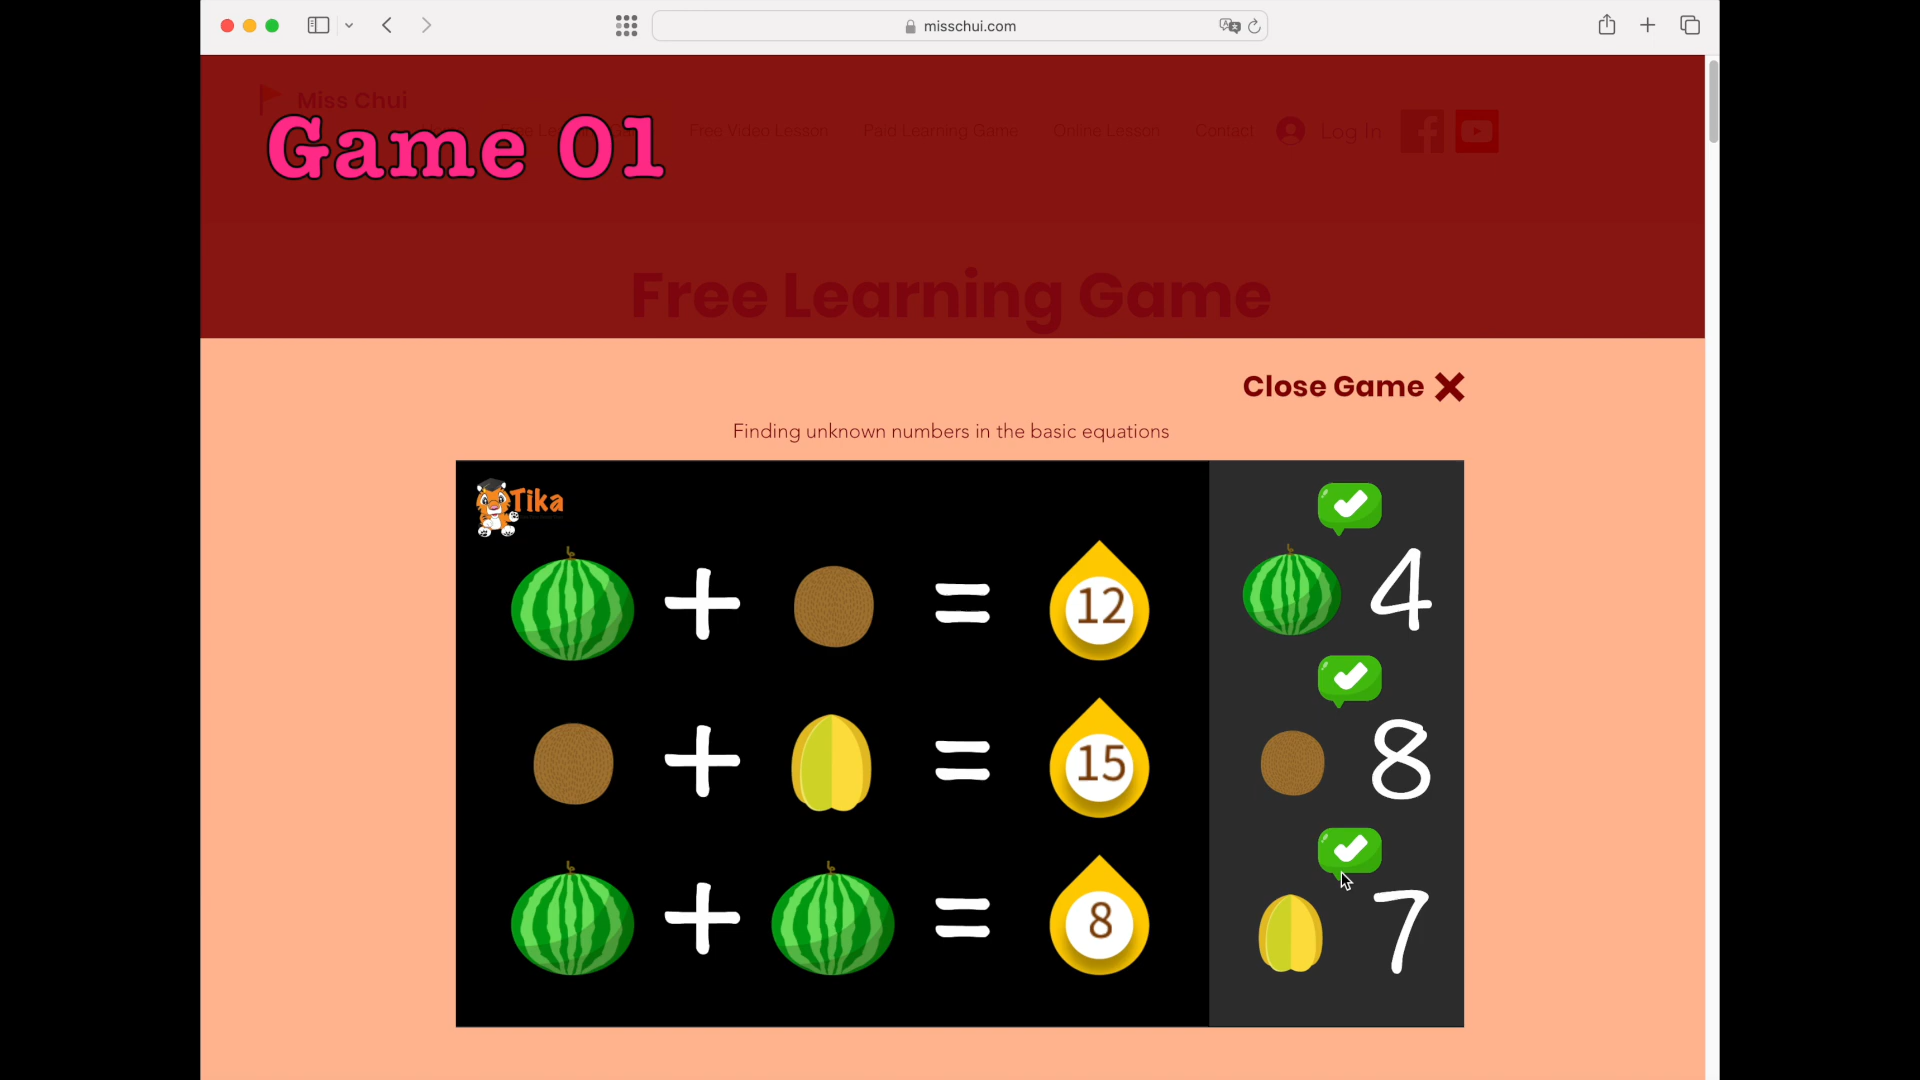 misschui.com
Miss Chui
Game 01
Free Video Lesson
Paid Learning Game
Online Lesson
Contact
Log In
Free Learning Game
Close Game
Finding unknown numbers in the basic equations
Tika
+ = 12
4
+ = 15
8
+ = 8
7